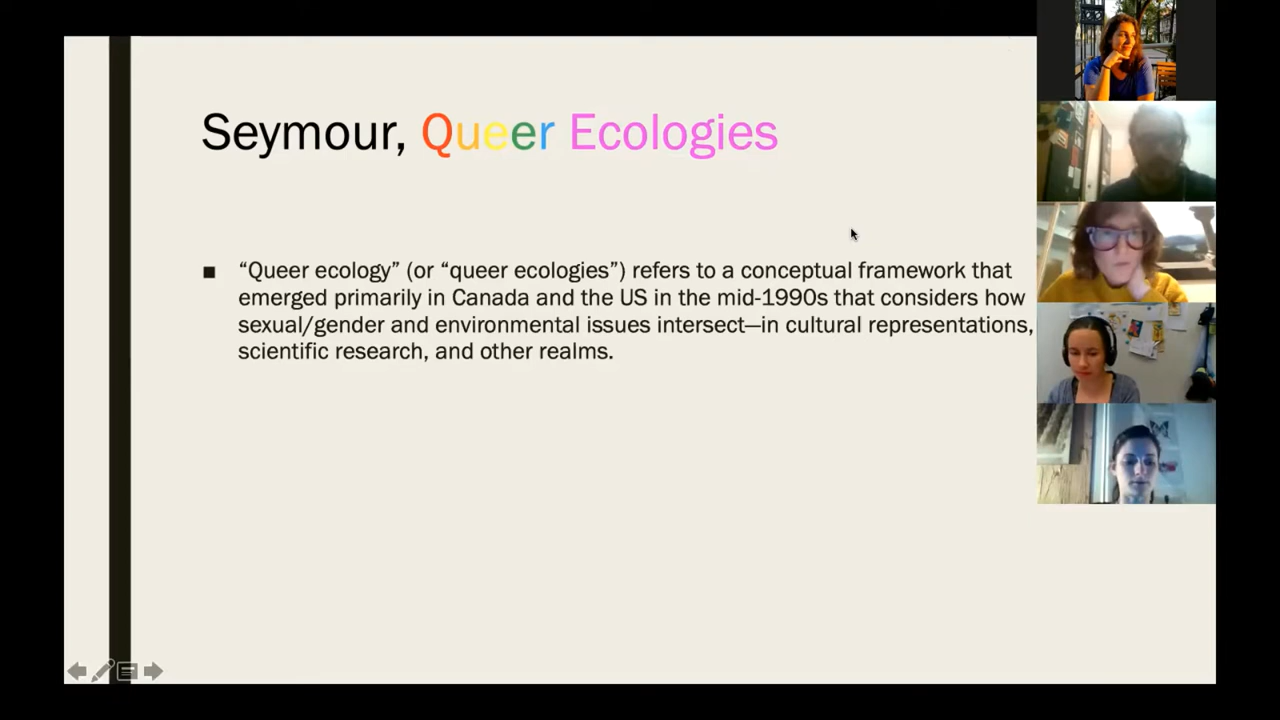 Seymour, Queer Ecologies
■ “Queer ecology” (or “queer ecologies”) refers to a conceptual framework that
emerged primarily in Canada and the US in the mid-1990s that considers how
sexual/gender and environmental issues intersect—in cultural representations,
scientific research, and other realms.